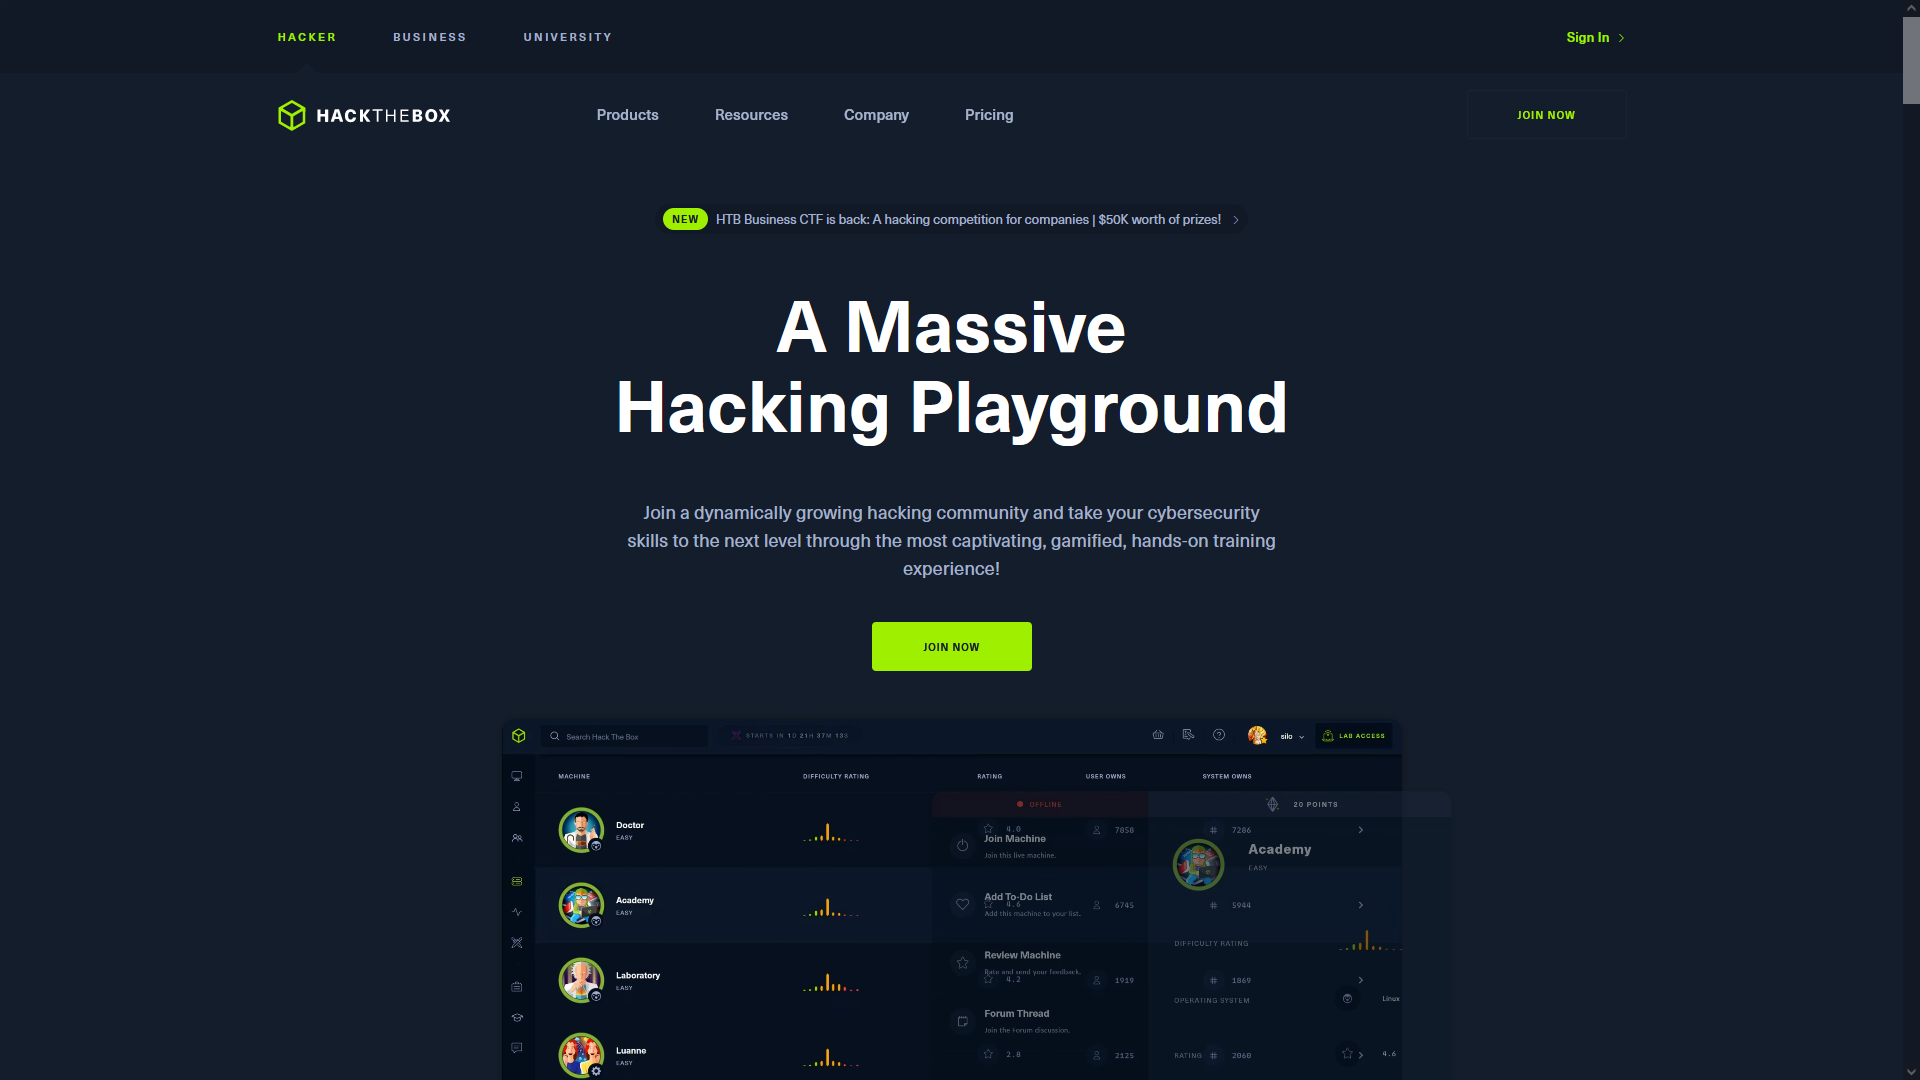 HACKER BUSINESS UNIVERSITY Sign In
HACKTHEBOX Products Resources Company Pricing JOIN NOW
NEW HTB Business CTF is back: A hacking competition for companies | $50K worth of prizes!
A Massive
Hacking Playground
Join a dynamically growing hacking community and take your cybersecurity
skills to the next level through the most captivating, gamified, hands-on training
experience!
JOIN NOW
Search Hack The Box STARTS IN 1D 21H 37M 13S silo LAB ACCESS
MACHINE DIFFICULTY RATING RATING USER OWNS SYSTEM OWNS
OFFLINE 20 POINTS
Doctor
EASY
4.0 7858 # 7286
Join Machine
Join this live machine.
Academy
EASY
Academy
EASY
Add To-Do List
4.6 6745 # 5944
Add this machine to your list.
DIFFICULTY RATING
Review Machine
Rate and send your feedback.
Laboratory
EASY
4.2 1919 # 1869
OPERATING SYSTEM Linux
Forum Thread
Join the Forum discussion.
Luanne
EASY
2.8 2125 # 2060
RATING 4.6